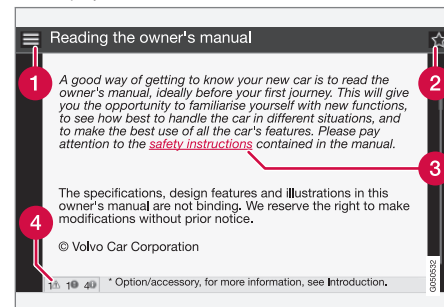 Reading the owner's manual
1
2
A good way of getting to know your new car is to read the
owner's manual, ideally before your first journey. This will give
you the opportunity to familiarise yourself with new functions,
to see how best to handle the car in different situations, and
to make the best use of all the car's features. Please pay
attention to the safety instructions contained in the manual.
3
The specifications, design features and illustrations in this
owner's manual are not binding. We reserve the right to make
modifications without prior notice.
4
© Volvo Car Corporation
1 1 4 * Option/accessory, for more information, see Introduction.
G050532